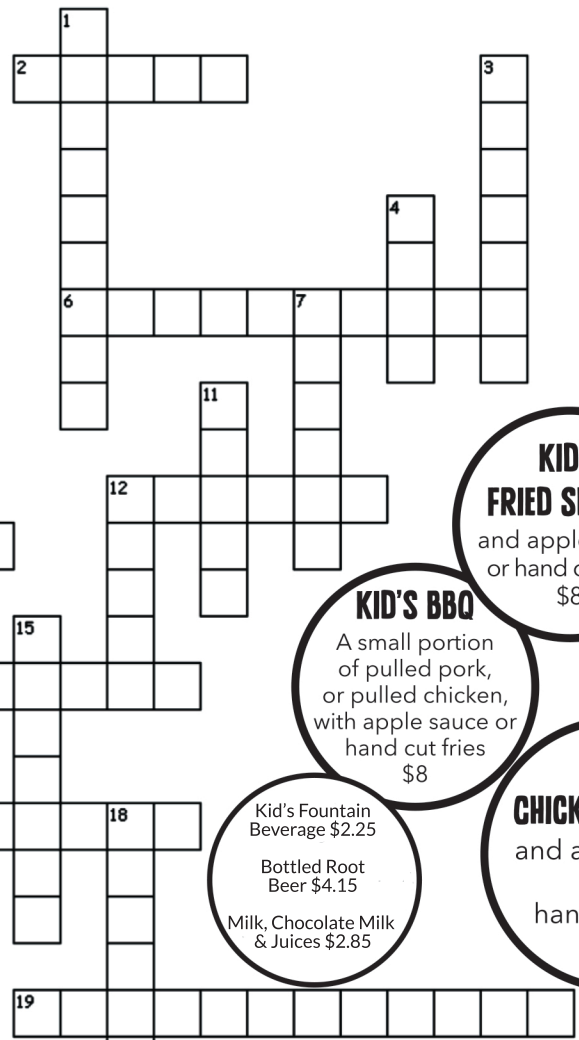 1
2
3
4
6
7
11
12
KID
FRIED
and
or hand
$8
KID'S BBQ
A small portion
of pulled pork,
or pulled chicken,
with apple sauce or
hand cut fries
$8
15
18
Kid's Fountain
Beverage $2.25
Bottled Root
Beer $4.15
Milk, Chocolate Milk
& Juices $2.85
CHICK
and a
han
19